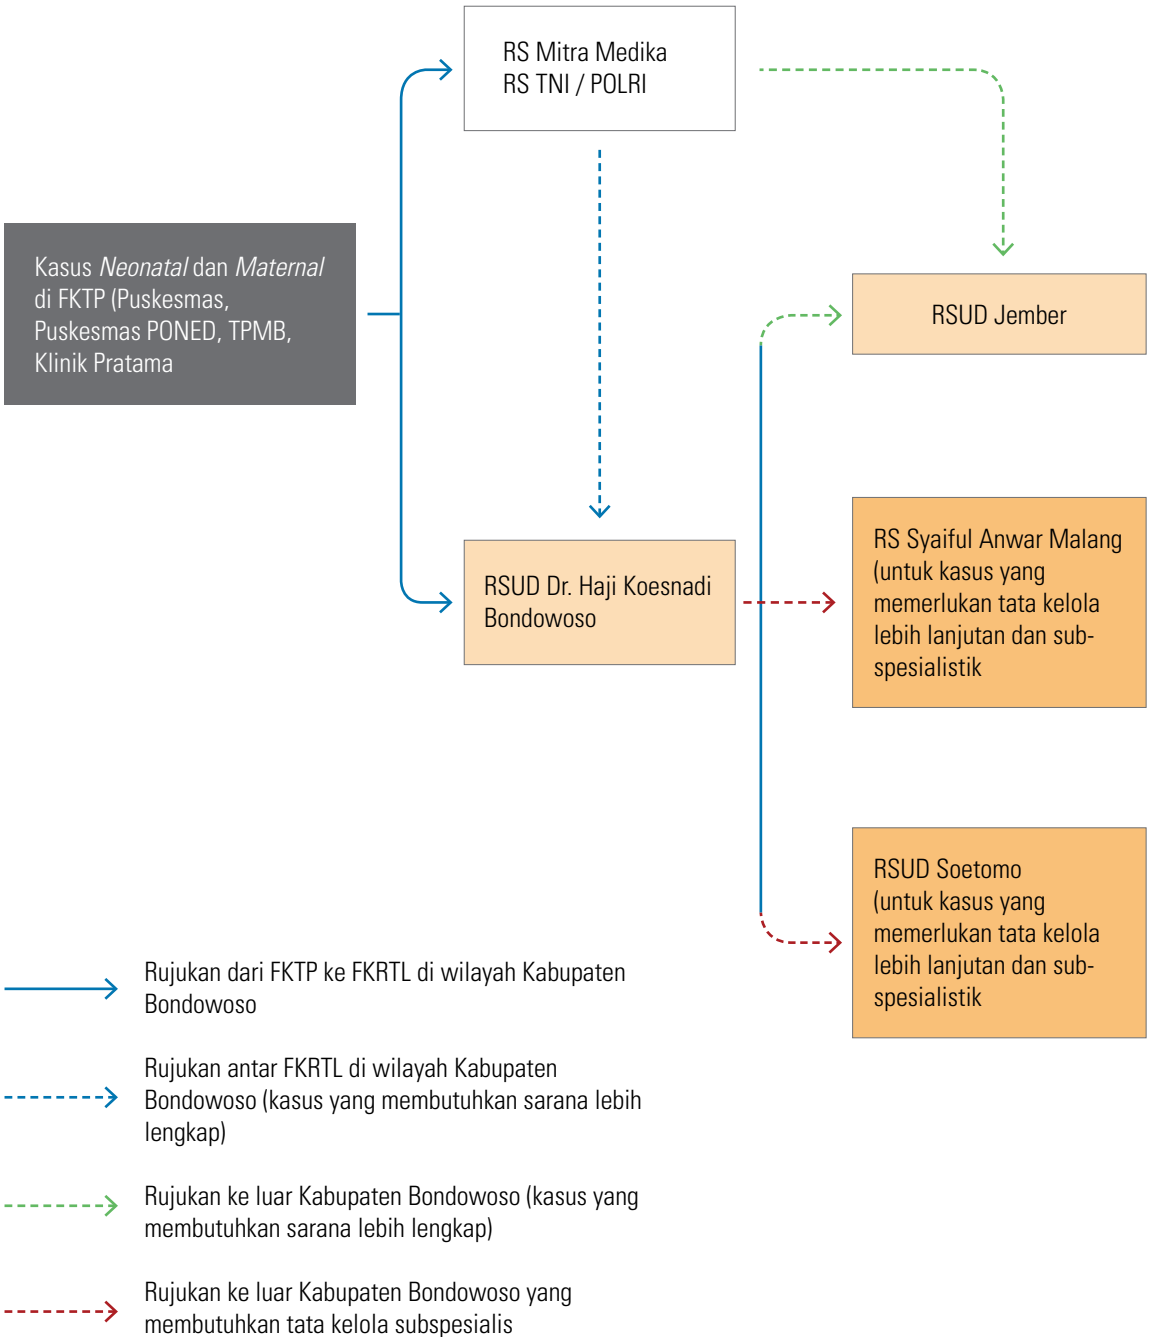 RS Mitra Medika
RS TNI / POLRI
Kasus Neonatal dan Maternal
di FKTP (Puskesmas,
Puskesmas PONED, TPMB,
Klinik Pratama
RSUD Jember
RSUD Dr. Haji Koesnadi
Bondowoso
RS Syaiful Anwar Malang
(untuk kasus yang
memerlukan tata kelola
lebih lanjutan dan sub-
spesialistik
RSUD Soetomo
(untuk kasus yang
memerlukan tata kelola
lebih lanjutan dan sub-
spesialistik
Rujukan dari FKTP ke FKRTL di wilayah Kabupaten
Bondowoso
Rujukan antar FKRTL di wilayah Kabupaten
Bondowoso (kasus yang membutuhkan sarana lebih
lengkap)
Rujukan ke luar Kabupaten Bondowoso (kasus yang
membutuhkan sarana lebih lengkap)
Rujukan ke luar Kabupaten Bondowoso yang
membutuhkan tata kelola subspesialis